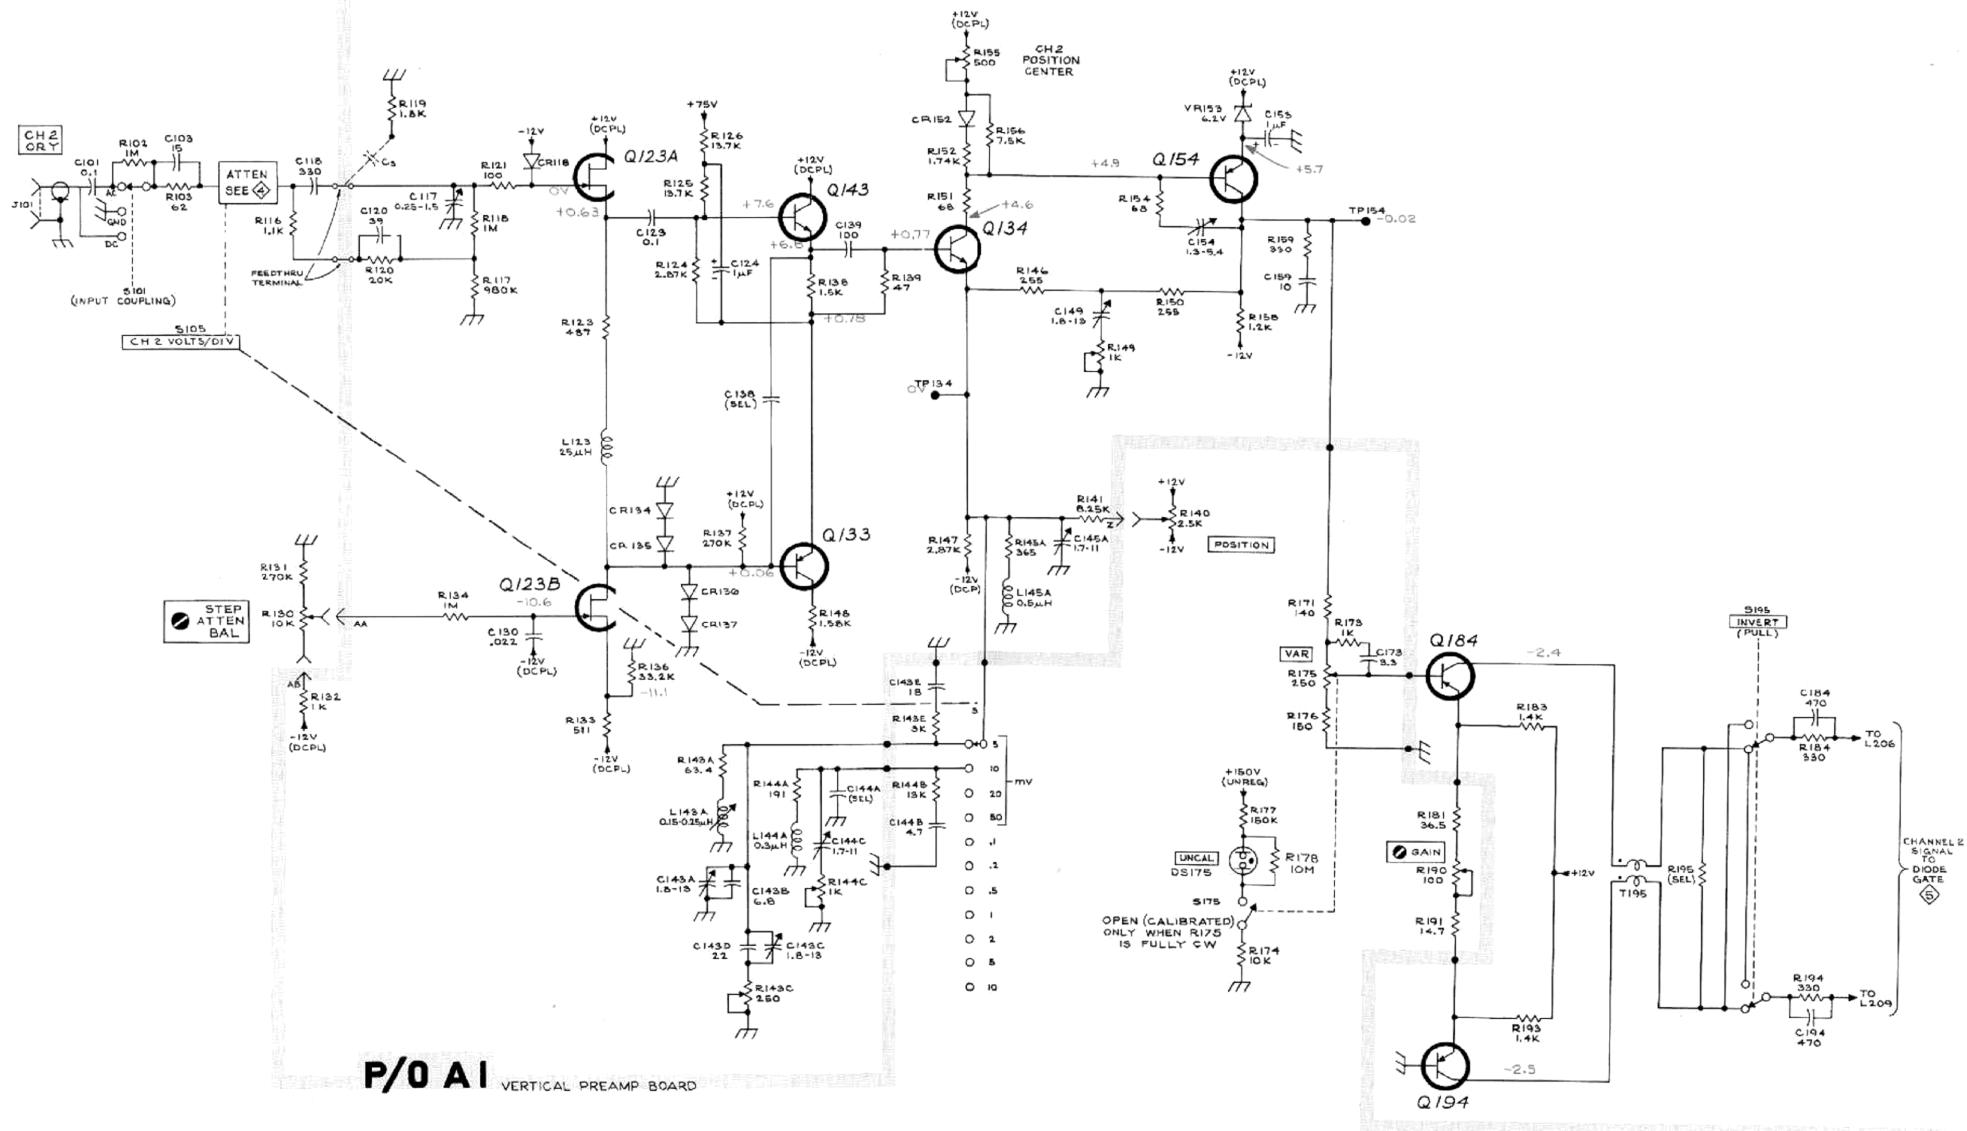 +12V
(DCPL)
R155
500
CH 2
POSITION
CENTER
+12V
(DCPL)
VR153
6.2V
C153
1µF
+5.7
R119
1.8K
Cs
+75V
R126
13.7K
CH 2
OR Y
R102
1M
C103
15
C101
0.1
AC
J101
GND
DC
R103
62
ATTEN
SEE 4
C118
330
R116
1.1K
FEEDTHRU
TERMINAL
S101
(INPUT COUPLING)
S105
CH 2 VOLTS/DIV
C120
39
R120
20K
C117
0.25-1.5
R118
1M
R117
980K
R121
100
-12V
CR118
+12V
(DCPL)
Q123A
0V
+0.63
R125
13.7K
C123
0.1
R124
2.87K
C124
1µF
+7.6
+12V
(DCPL)
Q143
+6.8
C139
100
R138
1.5K
R139
47
+0.78
+0.77
CR152
R156
7.5K
R152
1.74K
R151
68
+4.6
Q134
+4.9
Q154
R154
68
C154
1.3-5.4
TP154
-0.02
R159
330
C159
10
R146
255
R150
255
C149
1.8-13
R149
1K
R158
1.2K
-12V
R123
487
L123
25µH
C138
(SEL)
TP134
0V
CR134
CR135
+12V
(DCPL)
R137
270K
Q133
+0.06
CR136
CR137
R148
1.58K
-12V
(DCPL)
R147
2.87K
-12V
(DCP)
R145A
365
L145A
0.5µH
C145A
1.7-11
R141
8.25K
Z
+12V
R140
2.5K
-12V
POSITION
R131
270K
STEP
ATTEN
BAL
R130
10K
AA
AB
R132
1K
-12V
(DCPL)
R134
1M
C130
.022
-12V
(DCPL)
Q123B
-10.6
R136
33.2K
-11.1
R133
511
-12V
(DCPL)
C143E
18
R143E
3K
R143A
63.4
L143A
0.15-0.25µH
R144A
191
L144A
0.3µH
C144A
(SEL)
C144C
1.7-11
R144C
1K
R144B
13K
C144B
4.7
C143A
1.8-13
C143B
6.8
C143D
22
C143C
1.8-13
R143C
250
5
5
10
20
50
mV
.1
.2
.5
1
2
5
10
R171
140
R173
1K
C173
3.3
VAR
R175
250
R176
150
Q184
-2.4
R183
1.4K
+150V
(UNREG)
R177
150K
UNCAL
DS175
R178
10M
S175
OPEN (CALIBRATED)
ONLY WHEN R175
IS FULLY CW
R174
10K
R181
36.5
GAIN
R190
100
R191
14.7
+12V
R193
1.4K
Q194
-2.5
T195
R195
(SEL)
S195
INVERT
(PULL)
C184
470
R184
330
TO
L206
R194
330
C194
470
TO
L209
CHANNEL 2
SIGNAL
TO
DIODE
GATE
5
P/O A1 VERTICAL PREAMP BOARD